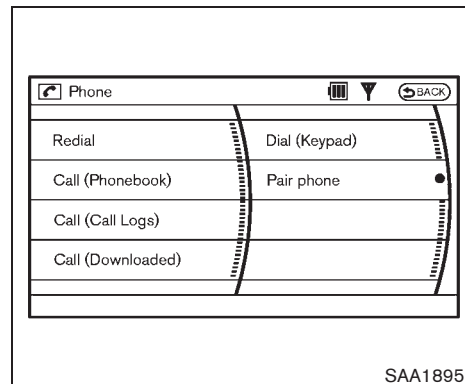 Phone
BACK
Redial
Dial (Keypad)
Call (Phonebook)
Pair phone
Call (Call Logs)
Call (Downloaded)
SAA1895